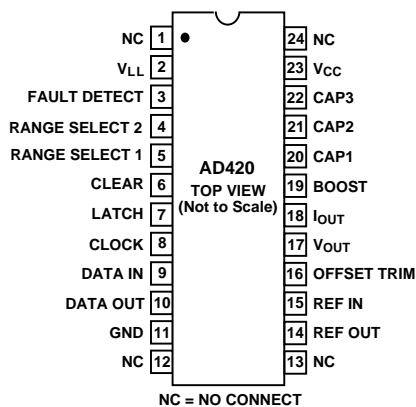 NC 1
VLL 2
FAULT DETECT 3
RANGE SELECT 2 4
RANGE SELECT 1 5
CLEAR 6
LATCH 7
CLOCK 8
DATA IN 9
DATA OUT 10
GND 11
NC 12
AD420
TOP VIEW
(Not to Scale)
24 NC
23 VCC
22 CAP3
21 CAP2
20 CAP1
19 BOOST
18 IOUT
17 VOUT
16 OFFSET TRIM
15 REF IN
14 REF OUT
13 NC
NC = NO CONNECT